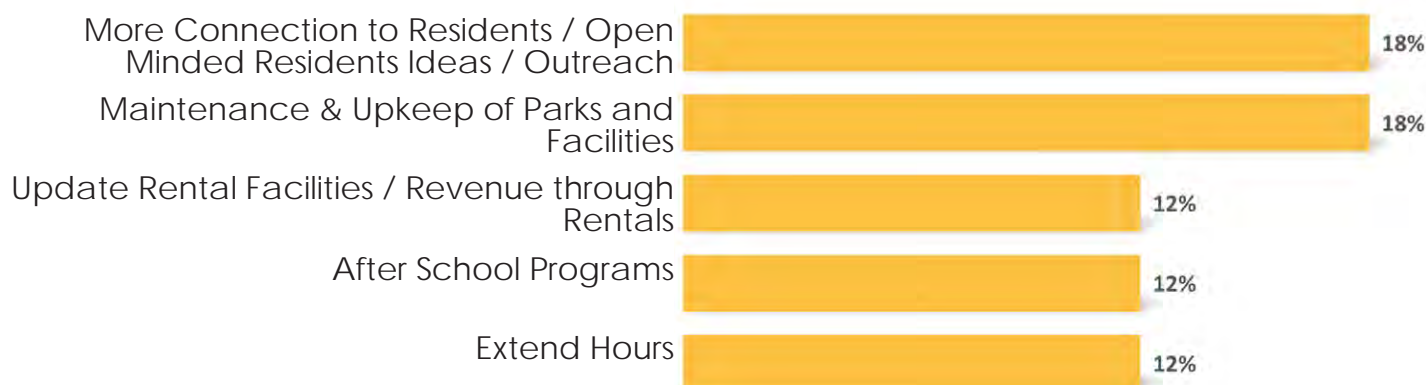 More Connection to Residents / Open
Minded Residents Ideas / Outreach
18%
Maintenance & Upkeep of Parks and
Facilities
18%
Update Rental Facilities / Revenue through
Rentals
12%
After School Programs
12%
Extend Hours
12%